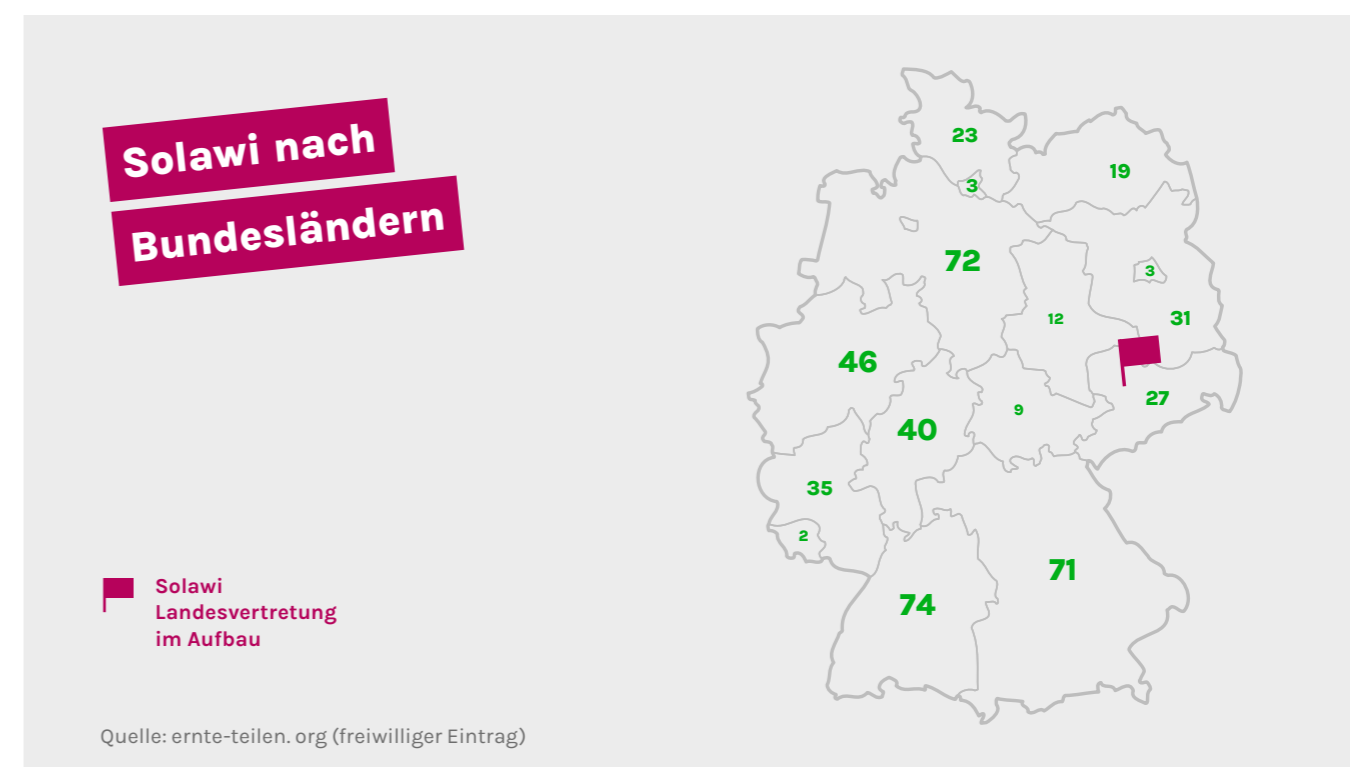 Solawi nach
Bundesländern
23
19
3
72
3
12
31
46
27
9
40
35
2
71
74
Solawi
Landesvertretung
im Aufbau
Quelle: ernte-teilen. org (freiwilliger Eintrag)